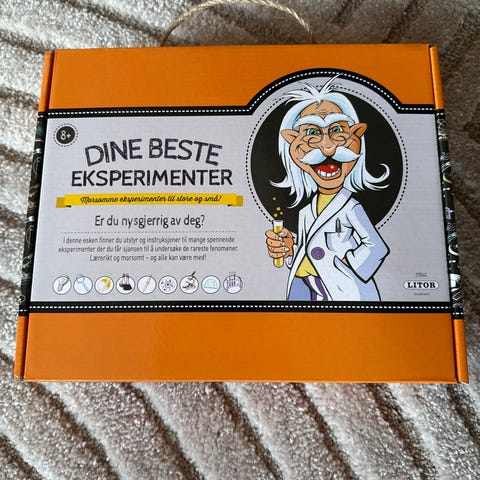 8+
DINE BESTE
EKSPERIMENTER
Morsomme eksperimenter til store og små!
Er du nysgjerrig av deg?
I denne esken finner du utstyr og instruksjoner til mange spennende
eksperimenter der du får sjansen til å undersøke de rareste fenomener.
Lærerikt og morsomt – og alle kan være med!
LITOR